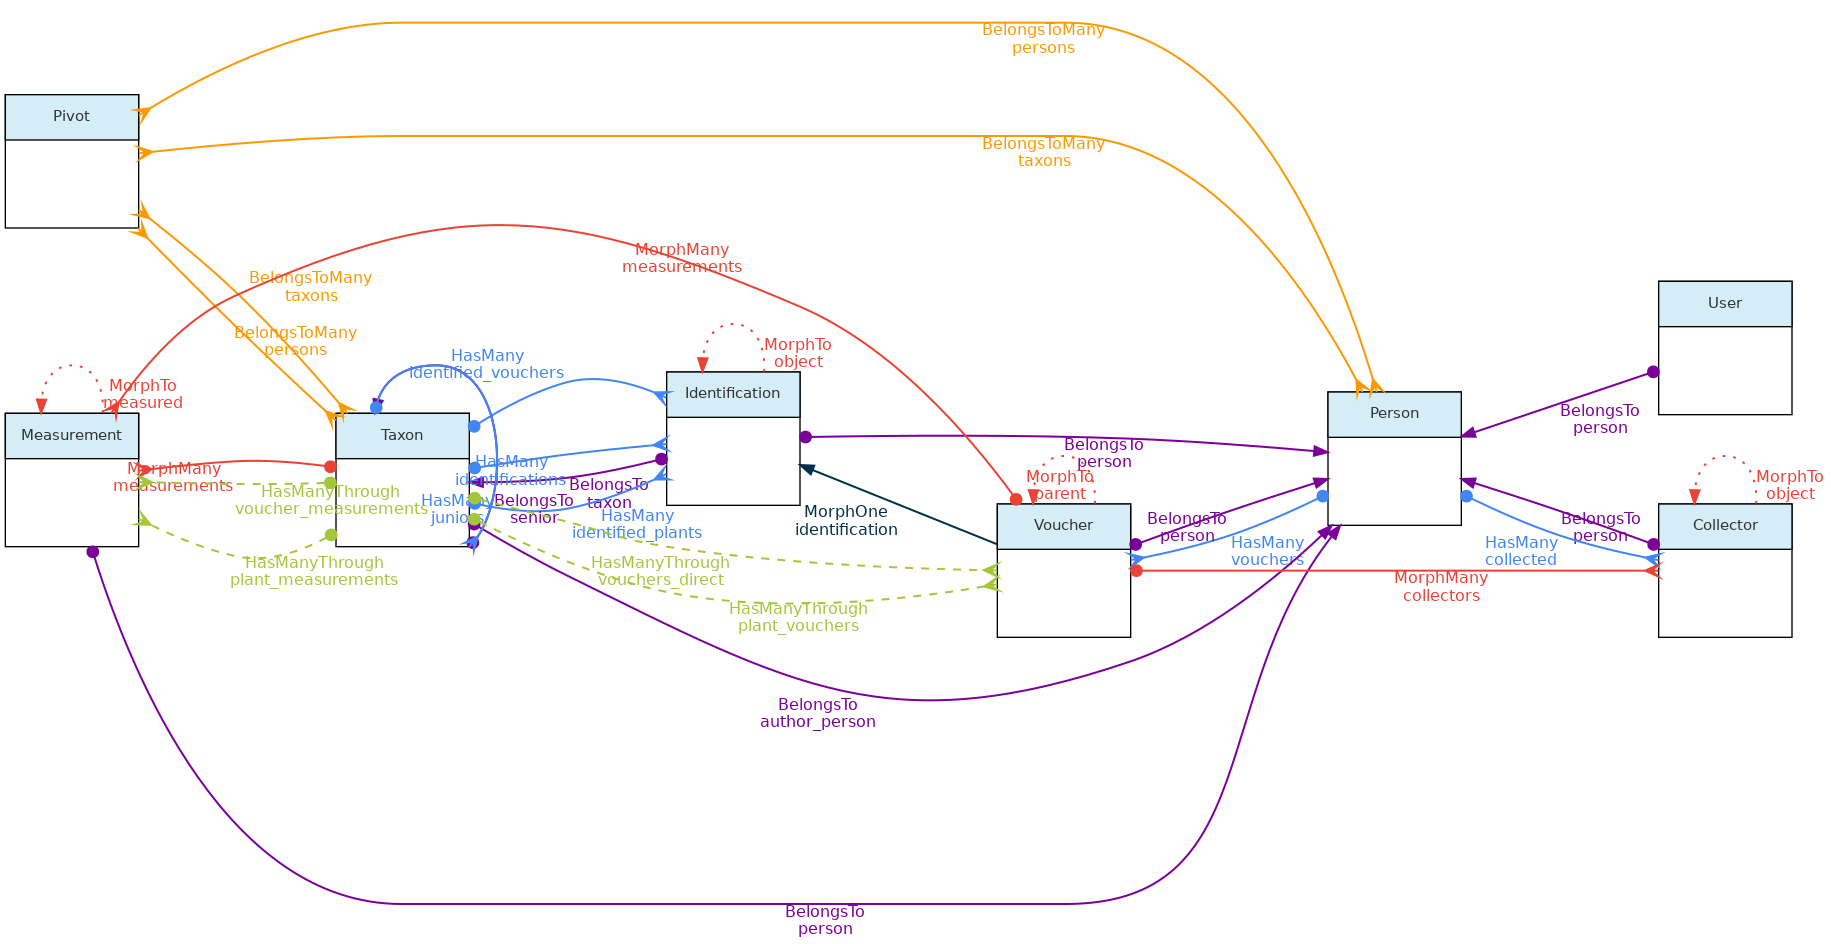 BelongsToMany
persons
Pivot
BelongsToMany
taxons
MorphMany
measurements
BelongsToMany
taxons
User
BelongsToMany
persons
MorphTo
object
HasMany
identified_vouchers
MorphTo
measured
Identification
Person
BelongsTo
person
Measurement
Taxon
BelongsTo
person
MorphMany
measurements
HasMany
identifications
MorphTo
parent
MorphTo
object
HasManyThrough
voucher_measurements
HasMany
juniors
BelongsTo
senior
BelongsTo
taxon
MorphOne
identification
HasMany
identified_plants
Voucher
BelongsTo
person
BelongsTo
person
Collector
HasMany
vouchers
HasMany
collected
HasManyThrough
plant_measurements
HasManyThrough
vouchers_direct
MorphMany
collectors
HasManyThrough
plant_vouchers
BelongsTo
author_person
BelongsTo
person